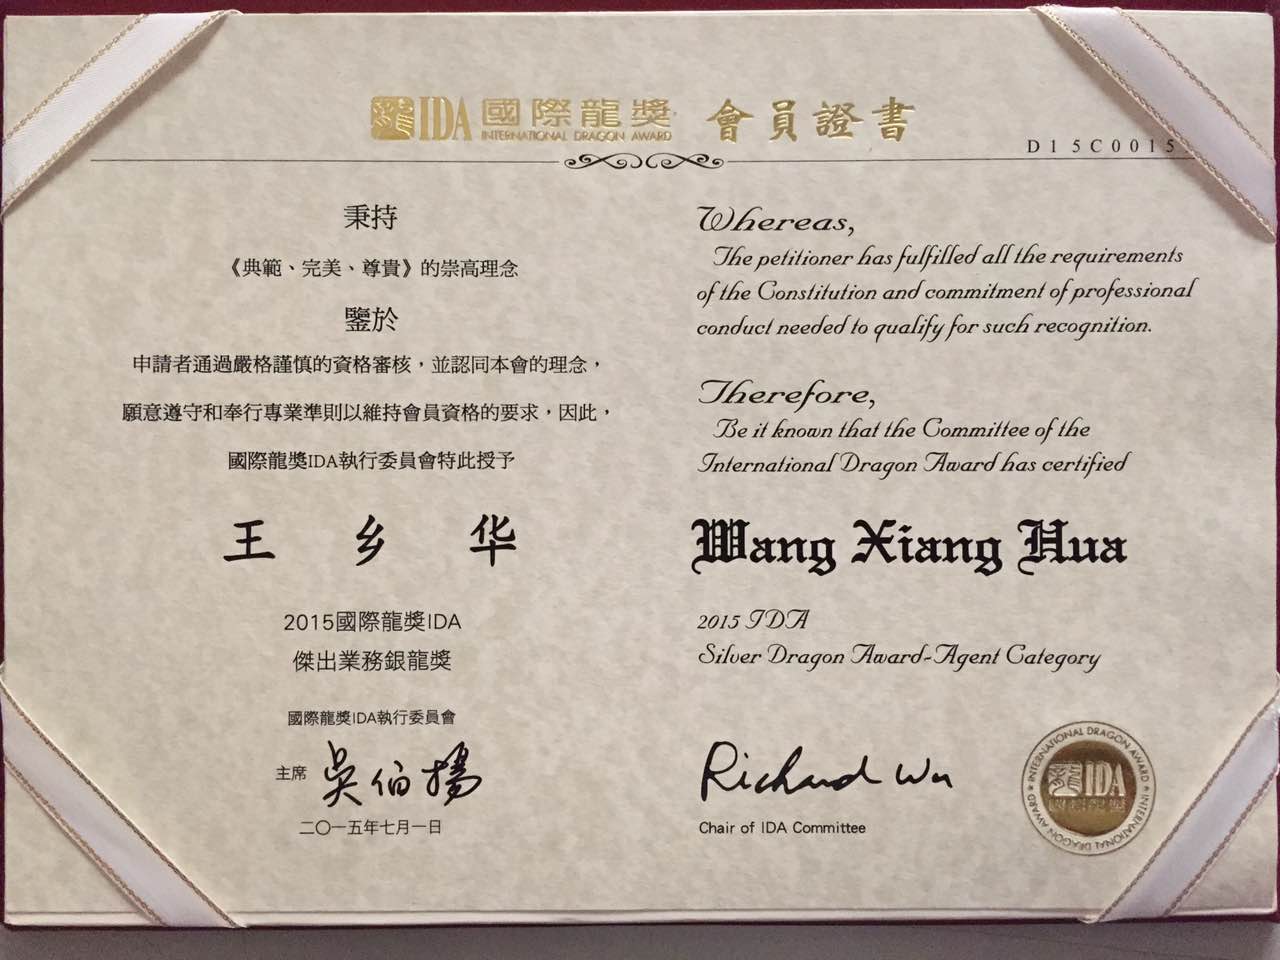 IDA 國際龍獎 會員證書
INTERNATIONAL DRAGON AWARD
D15C0015
秉持
《典範、完美、尊貴》的崇高理念
鑒於
申請者通過嚴格謹慎的資格審核，並認同本會的理念，
願意遵守和奉行專業準則以維持會員資格的要求，因此，
國際龍獎IDA執行委員會特此授予
王乡华
2015國際龍獎IDA
傑出業務銀龍獎
國際龍獎IDA執行委員會
主席 吳伯揚
二〇一五年七月一日
Whereas,
The petitioner has fulfilled all the requirements
of the Constitution and commitment of professional
conduct needed to qualify for such recognition.
Therefore,
Be it known that the Committee of the
International Dragon Award has certified
Wang Xiang Hua
2015 IDA
Silver Dragon Award-Agent Category
Richard Wu
Chair of IDA Committee
INTERNATIONAL DRAGON AWARD INTERNATIONAL DRAGON AWARD
IDA